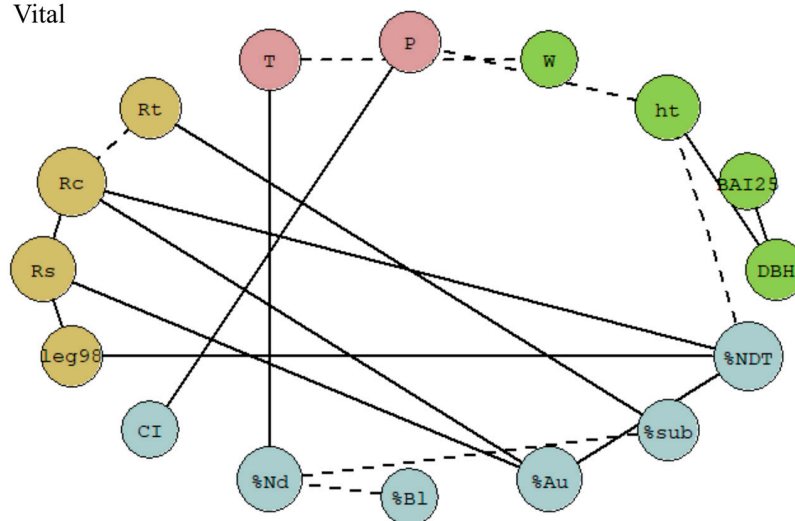 Vital
P
T
W
Rt
ht
Rc
BAI25
Rs
DBH
leg98
%NDT
CI
%sub
%Nd
%Au
%Bl